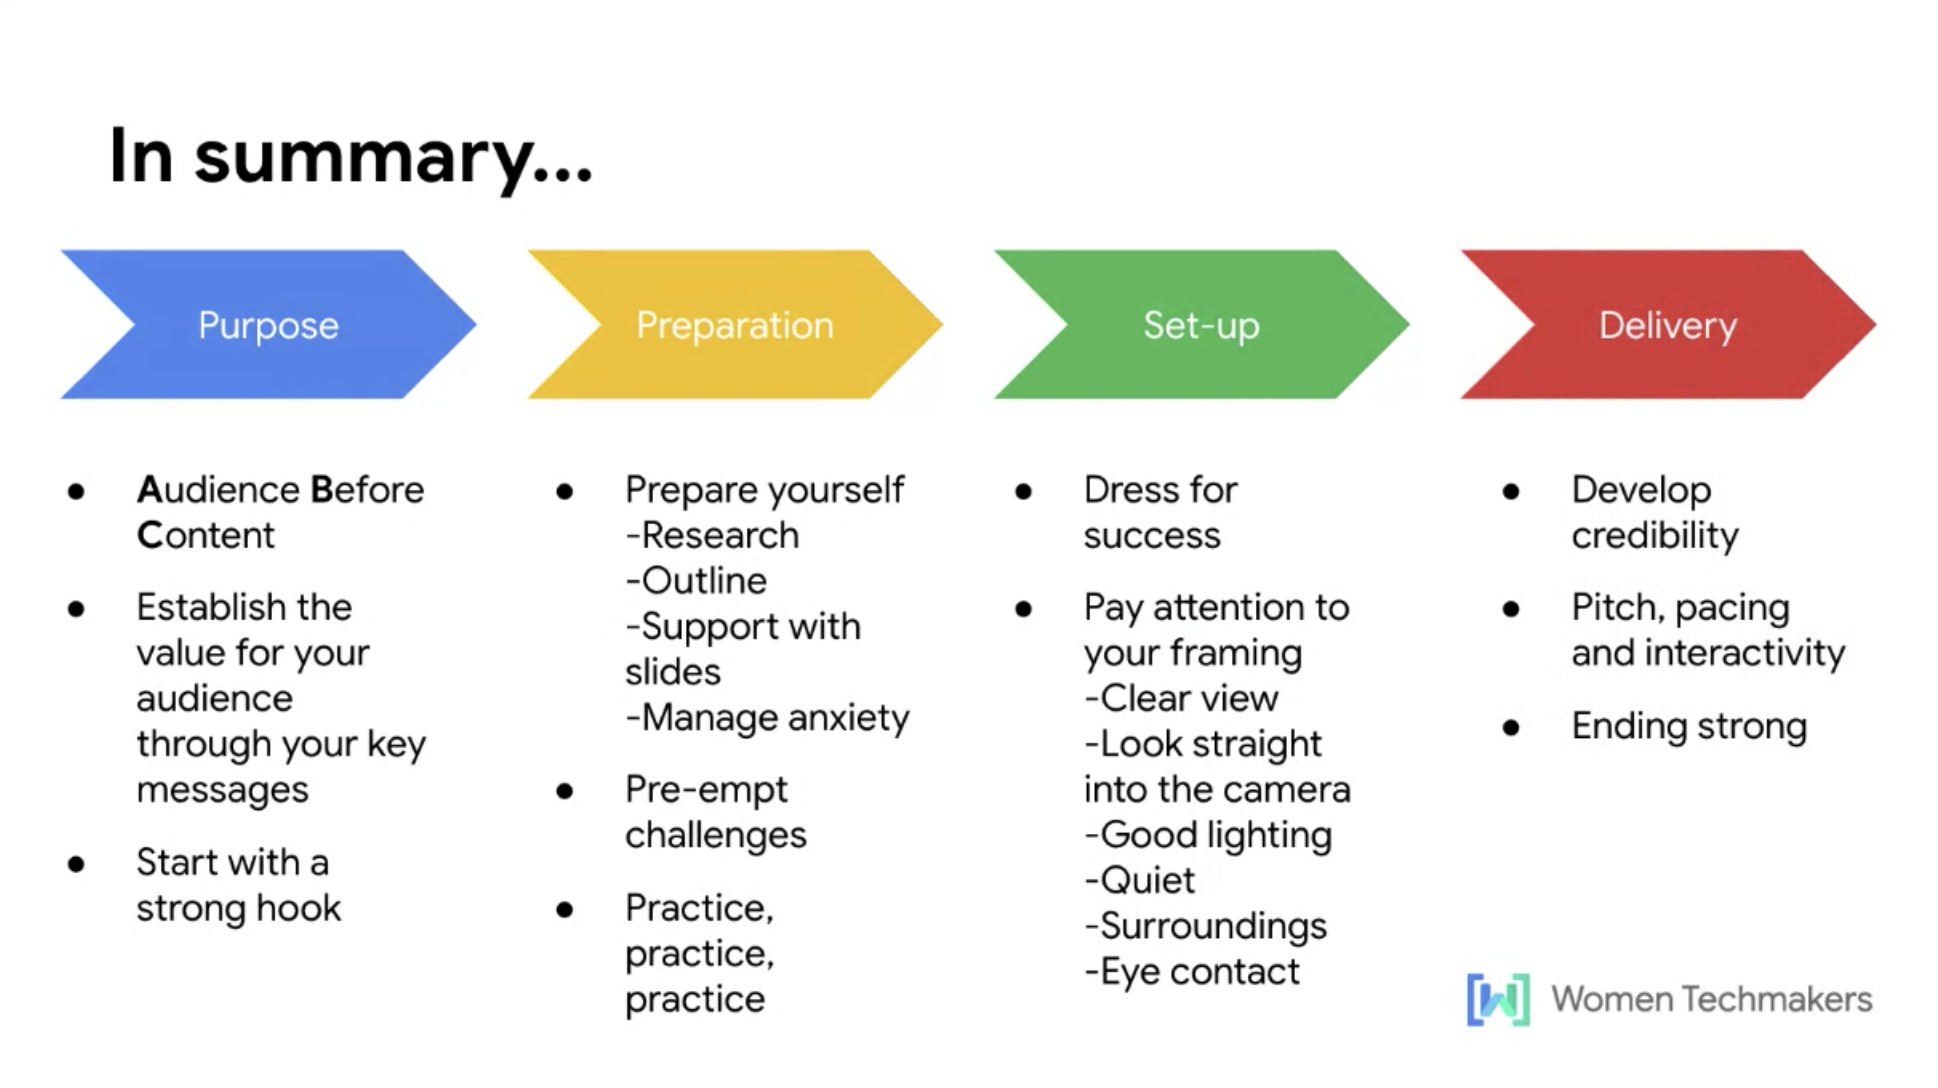 In summary...
Purpose
Preparation
Set-up
Delivery
● Audience Before
Content
● Establish the
value for your
audience
through your key
messages
● Start with a
strong hook
● Prepare yourself
-Research
-Outline
-Support with
slides
-Manage anxiety
● Pre-empt
challenges
● Practice,
practice,
practice
● Dress for
success
● Pay attention to
your framing
-Clear view
-Look straight
into the camera
-Good lighting
-Quiet
-Surroundings
-Eye contact
● Develop
credibility
● Pitch, pacing
and interactivity
● Ending strong
Women Techmakers